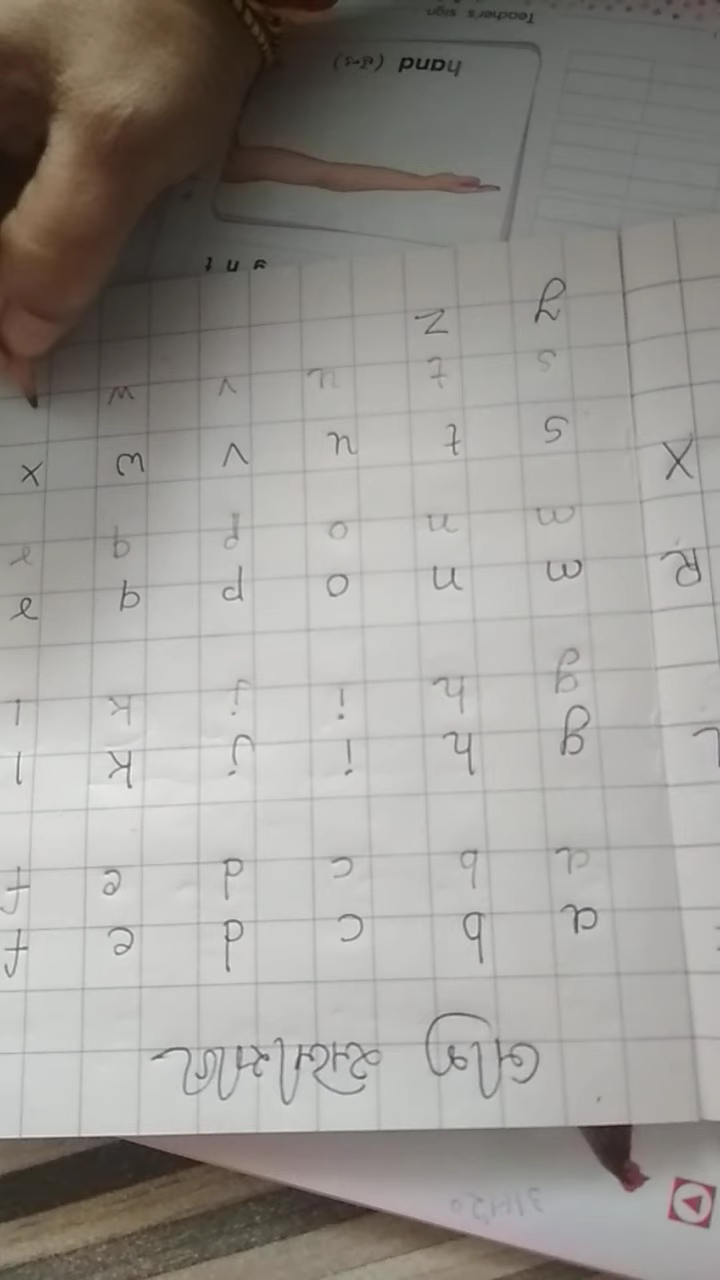 a b c d e f
a b c d e f
g h i j k l
g h i j k l
m n o p q r
m n o p q r
s t u v w x
s t u v w
y z
L
R
X
hand (હાથ)
Teacher's sign